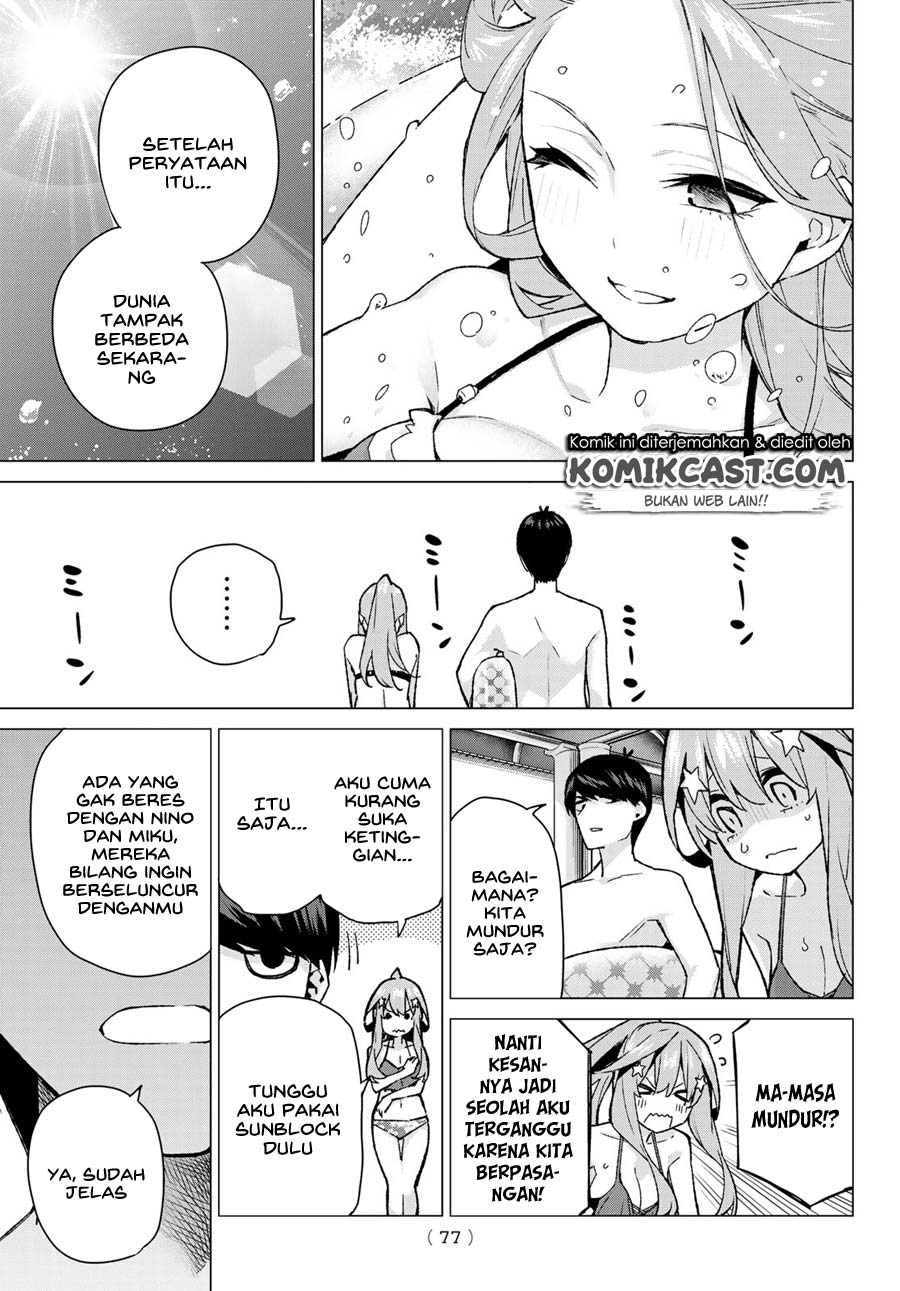 SETELAH
PERYATAAN
ITU...
DUNIA
TAMPAK
BERBEDA
SEKARA-
NG
Komik ini diterjemahkan & diedit oleh
KOMIKCAST.COM
BUKAN WEB LAIN!!
......
BAGAI-
MANA?
KITA
MUNDUR
SAJA?
MA-MASA
MUNDUR!?
NANTI
KESAN-
NYA JADI
SEOLAH AKU
TERGANGGU
KARENA KITA
BERPASA-
NGAN!
AKU CUMA
KURANG
SUKA
KETING-
GIAN...
ITU
SAJA...
TUNGGU
AKU PAKAI
SUNBLOCK
DULU
ADA YANG
GAK BERES
DENGAN NINO
DAN MIKU,
MEREKA
BILANG INGIN
BERSELUNCUR
DENGANMU
YA, SUDAH
JELAS
( 77 )